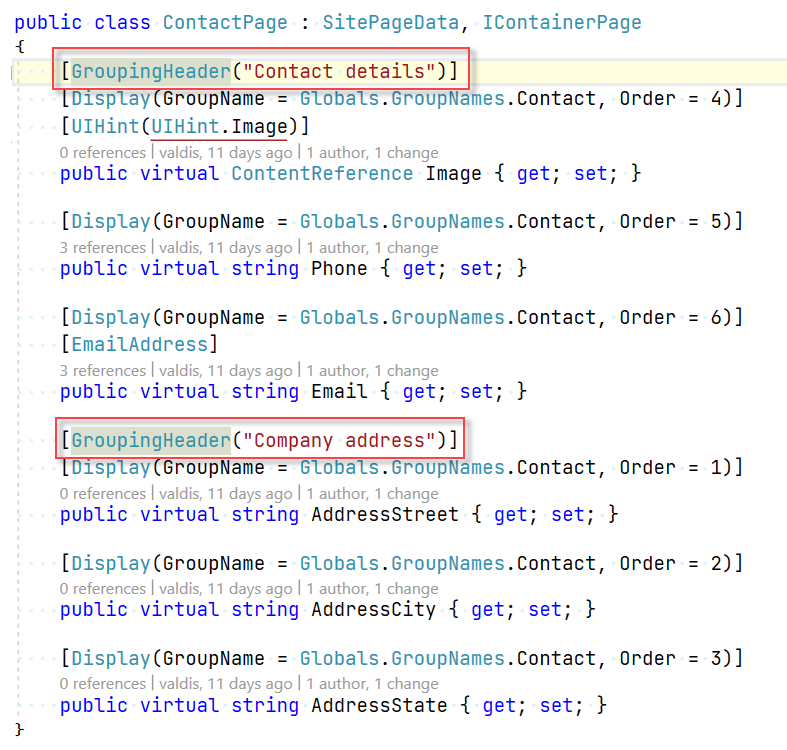 public class ContactPage : SitePageData, IContainerPage
{
[GroupingHeader("Contact details")]
[Display(GroupName = Globals.GroupNames.Contact, Order = 4)]
[UIHint(UIHint.Image)]
0 references | valdis, 11 days ago | 1 author, 1 change
public virtual ContentReference Image { get; set; }
[Display(GroupName = Globals.GroupNames.Contact, Order = 5)]
3 references | valdis, 11 days ago | 1 author, 1 change
public virtual string Phone { get; set; }
[Display(GroupName = Globals.GroupNames.Contact, Order = 6)]
[EmailAddress]
3 references | valdis, 11 days ago | 1 author, 1 change
public virtual string Email { get; set; }
[GroupingHeader("Company address")]
[Display(GroupName = Globals.GroupNames.Contact, Order = 1)]
0 references | valdis, 11 days ago | 1 author, 1 change
public virtual string AddressStreet { get; set; }
[Display(GroupName = Globals.GroupNames.Contact, Order = 2)]
0 references | valdis, 11 days ago | 1 author, 1 change
public virtual string AddressCity { get; set; }
[Display(GroupName = Globals.GroupNames.Contact, Order = 3)]
0 references | valdis, 11 days ago | 1 author, 1 change
public virtual string AddressState { get; set; }
}